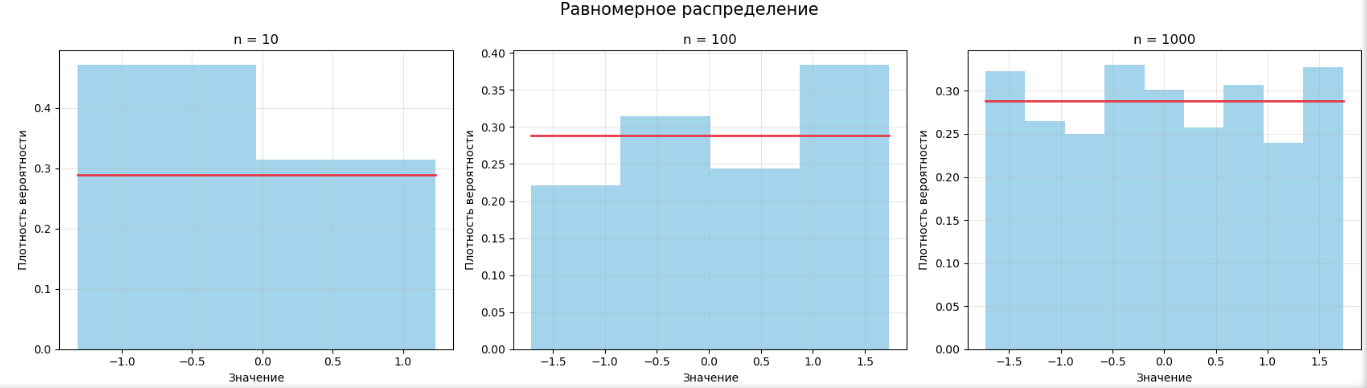 Равномерное распределение
n = 10
0.4
0.3
0.2
0.1
0.0
Плотность вероятности
−1.0 −0.5 0.0 0.5 1.0
Значение
n = 100
0.40
0.35
0.30
0.25
0.20
0.15
0.10
0.05
0.00
Плотность вероятности
−1.5 −1.0 −0.5 0.0 0.5 1.0 1.5
Значение
n = 1000
0.30
0.25
0.20
0.15
0.10
0.05
0.00
Плотность вероятности
−1.5 −1.0 −0.5 0.0 0.5 1.0 1.5
Значение